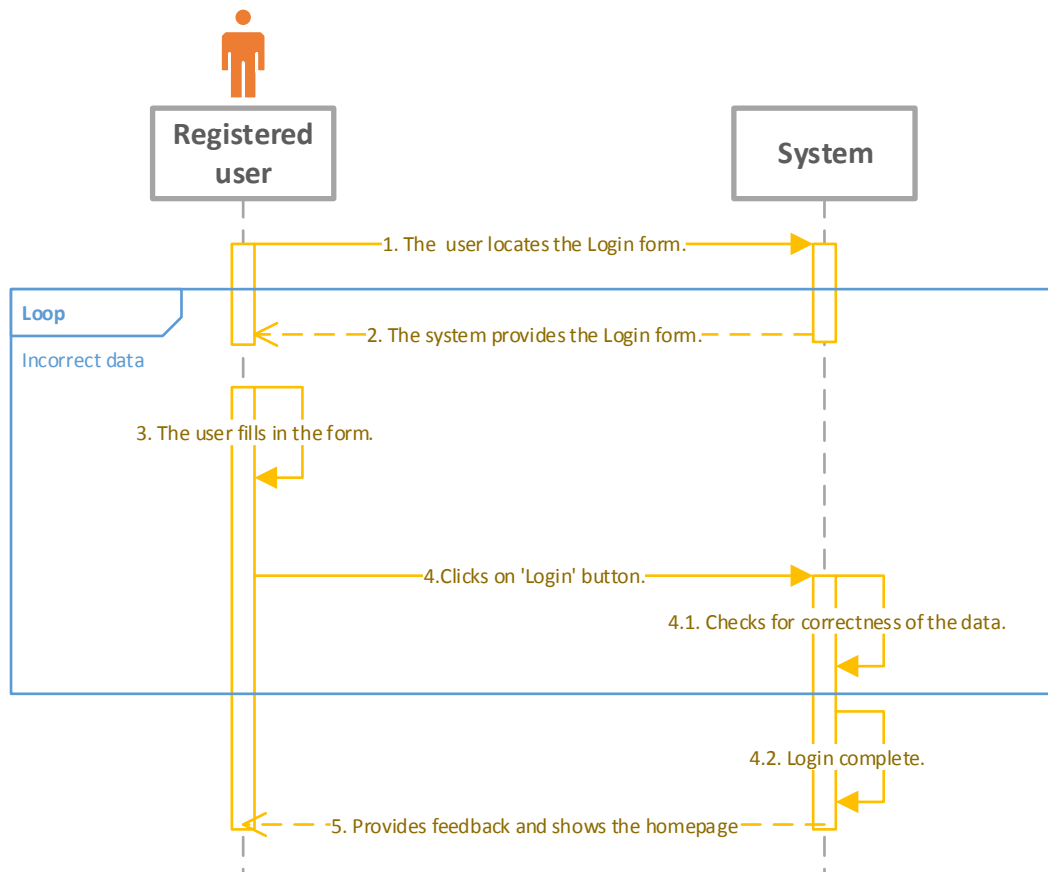 Registered
user
System
1. The  user locates the Login form.
Loop
2. The system provides the Login form.
Incorrect data
3. The user fills in the form.
4.Clicks on 'Login' button.
4.1. Checks for correctness of the data.
4.2. Login complete.
5. Provides feedback and shows the homepage